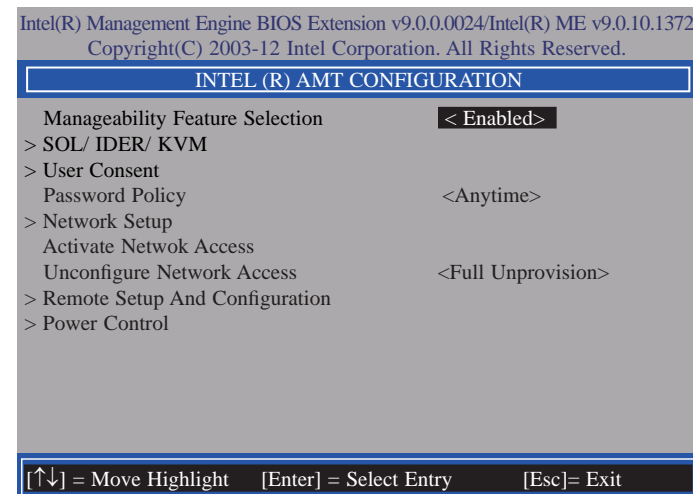 Intel(R) Management Engine BIOS Extension v9.0.0.0024/Intel(R) ME v9.0.10.1372
Copyright(C) 2003-12 Intel Corporation. All Rights Reserved.
INTEL (R) AMT CONFIGURATION
Manageability Feature Selection < Enabled>
> SOL/ IDER/ KVM
> User Consent
Password Policy <Anytime>
> Network Setup
Activate Netwok Access
Unconfigure Network Access <Full Unprovision>
> Remote Setup And Configuration
> Power Control
[↑↓] = Move Highlight [Enter] = Select Entry [Esc]= Exit